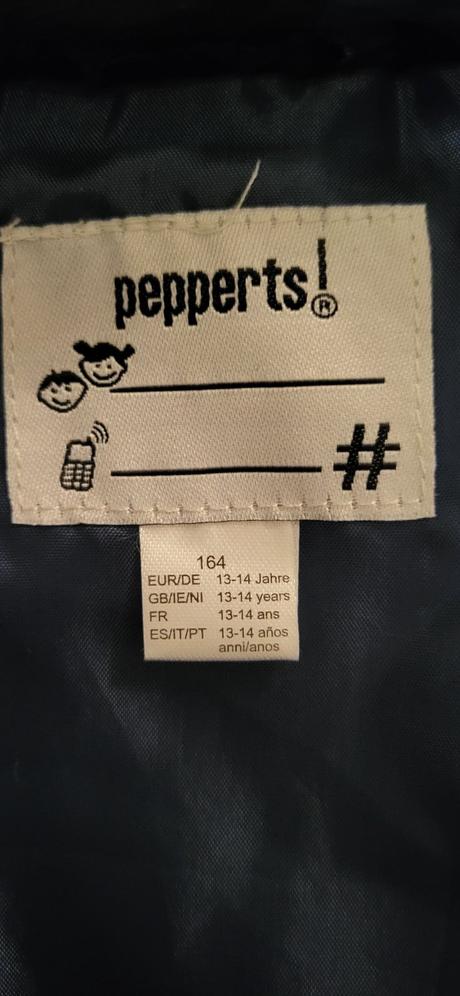 pepperts!®
#
164
EUR/DE 13-14 Jahre
GB/IE/NI 13-14 years
FR 13-14 ans
ES/IT/PT 13-14 años
anni/anos